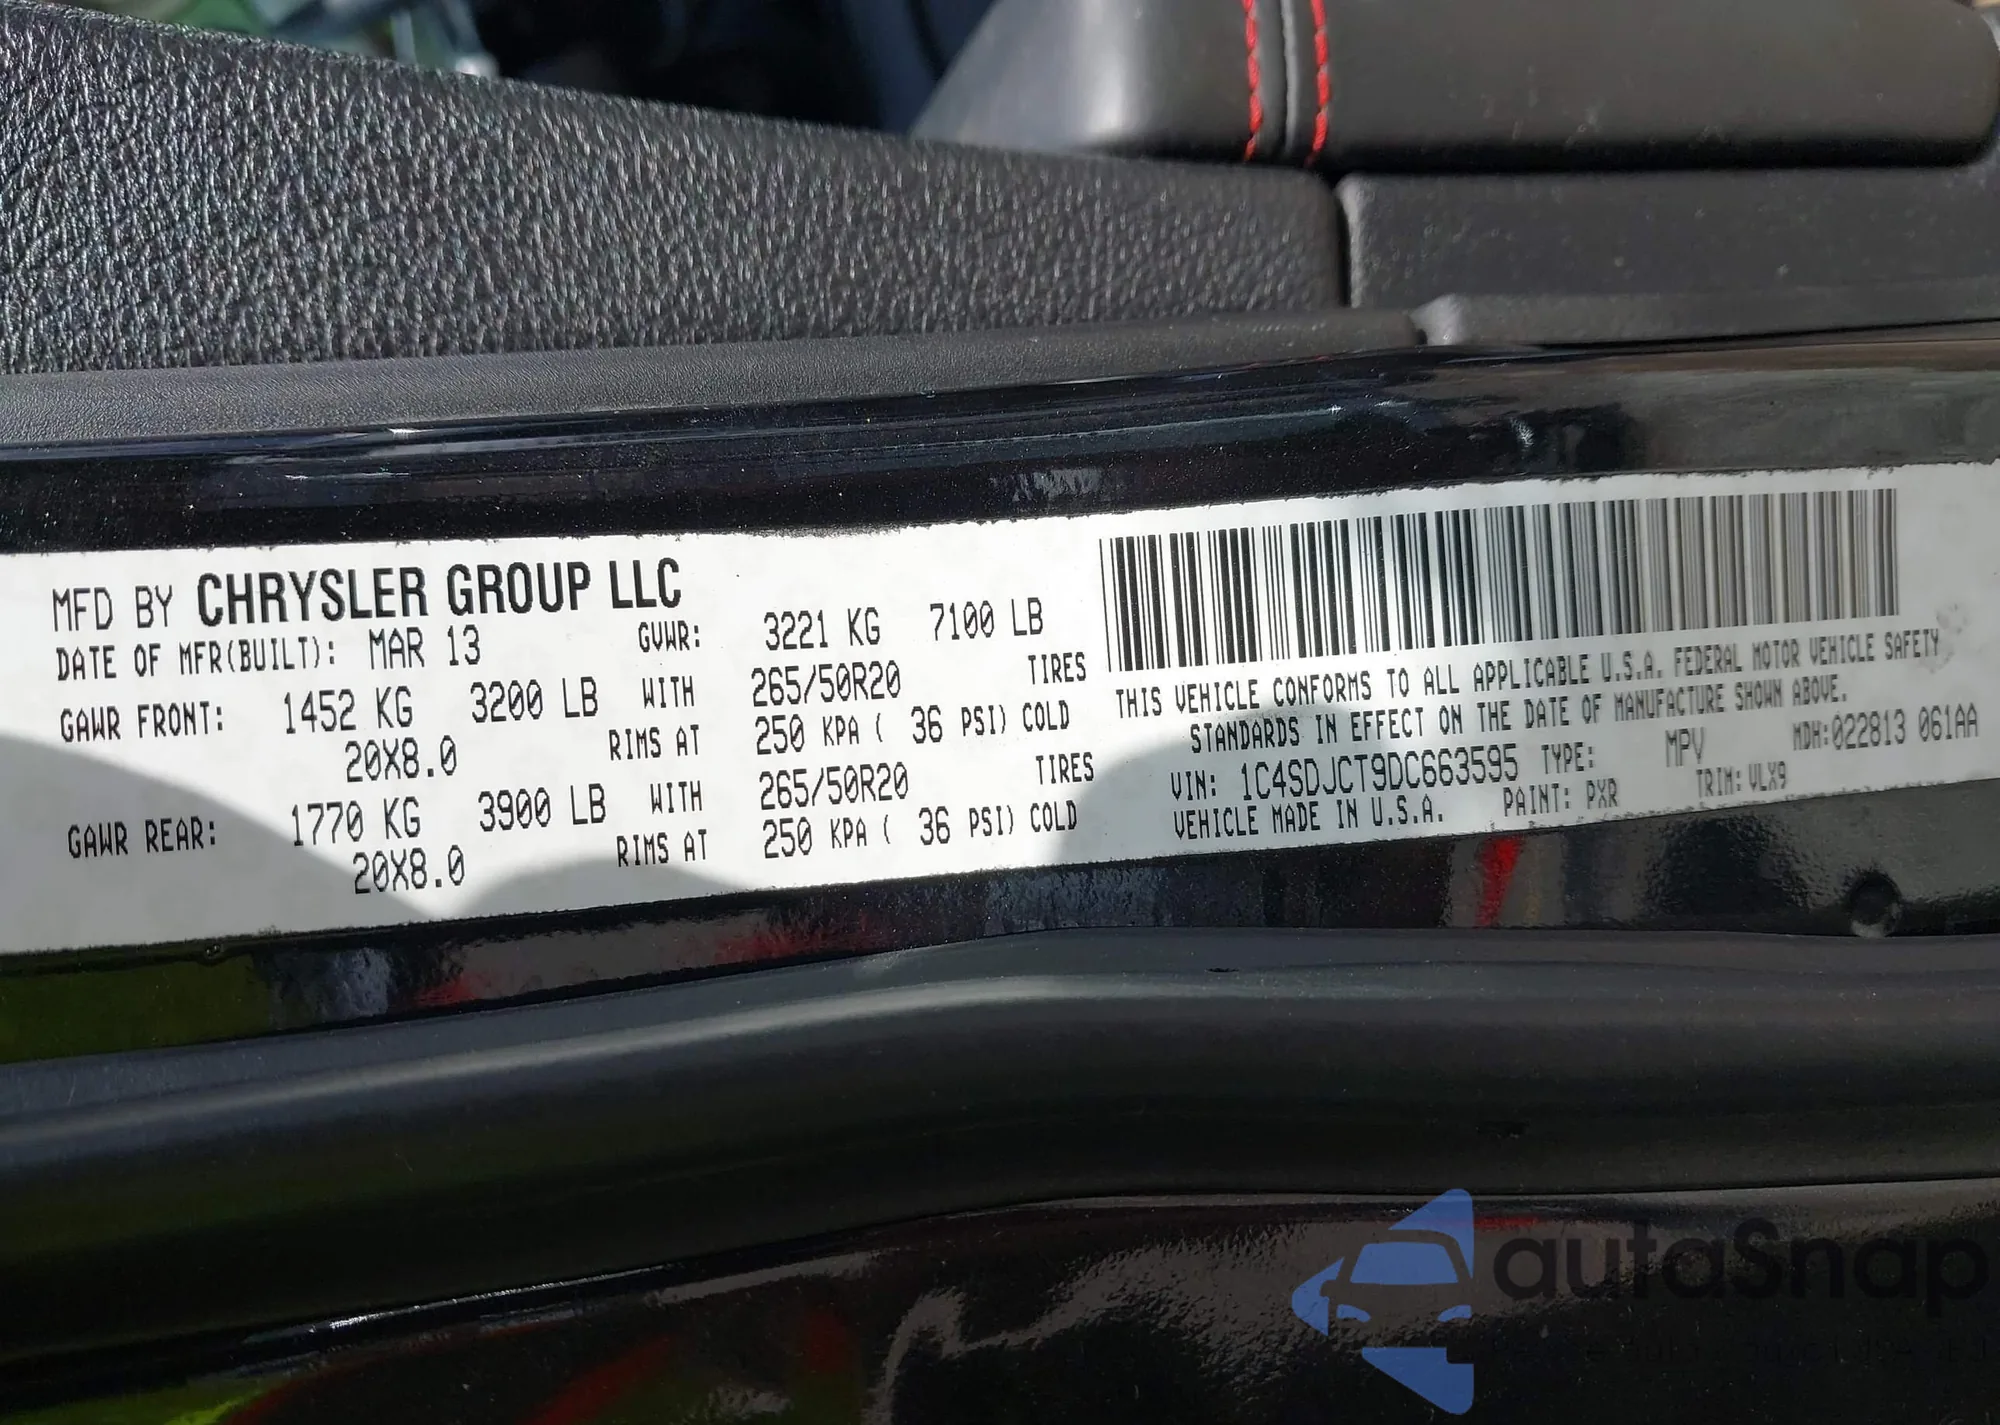 MFD BY CHRYSLER GROUP LLC
DATE OF MFR(BUILT): MAR 13 GVWR: 3221 KG 7100 LB
GAWR FRONT: 1452 KG 3200 LB WITH 265/50R20 TIRES
20X8.0 RIMS AT 250 KPA ( 36 PSI) COLD
GAWR REAR: 1770 KG 3900 LB WITH 265/50R20 TIRES
20X8.0 RIMS AT 250 KPA ( 36 PSI) COLD
THIS VEHICLE CONFORMS TO ALL APPLICABLE U.S.A. FEDERAL MOTOR VEHICLE SAFETY
STANDARDS IN EFFECT ON THE DATE OF MANUFACTURE SHOWN ABOVE.
VIN: 1C4SDJCT9DC663595 TYPE: MPV MDH:022813 061AA
VEHICLE MADE IN U.S.A. PAINT: PXR TRIM: VLX9
autaSnap